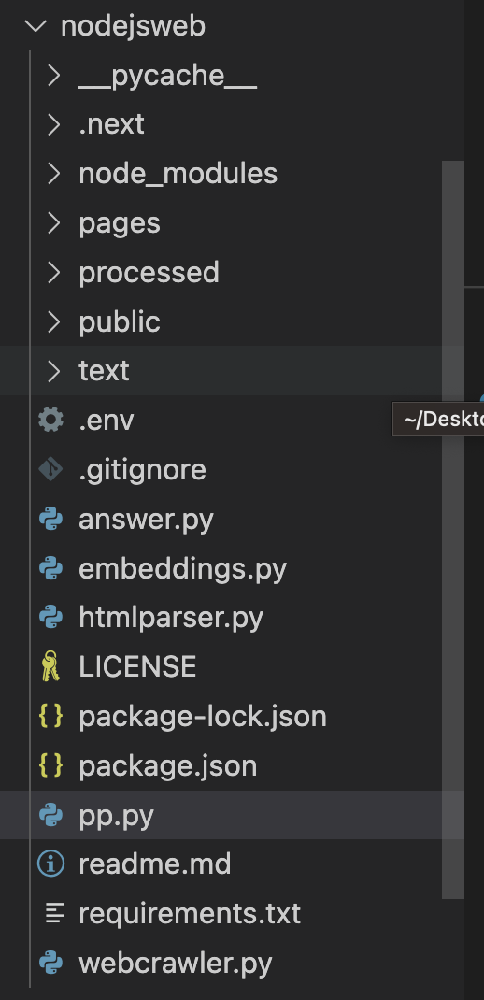 nodejsweb
__pycache__
.next
node_modules
pages
processed
public
text
.env
~/Deskto
.gitignore
answer.py
embeddings.py
htmlparser.py
LICENSE
{} package-lock.json
{} package.json
pp.py
readme.md
requirements.txt
webcrawler.py